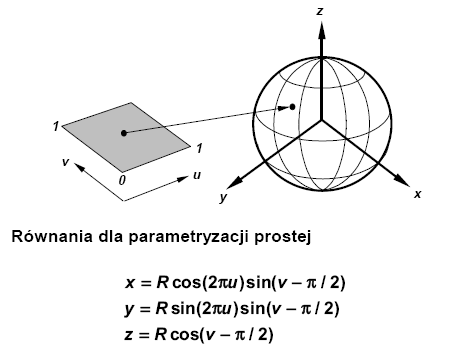 z
1
1
v
0
u
y
x
Równania dla parametryzacji prostej
x = R cos(2πu) sin(v − π / 2)
y = R sin(2πu) sin(v − π / 2)
z = R cos(v − π / 2)